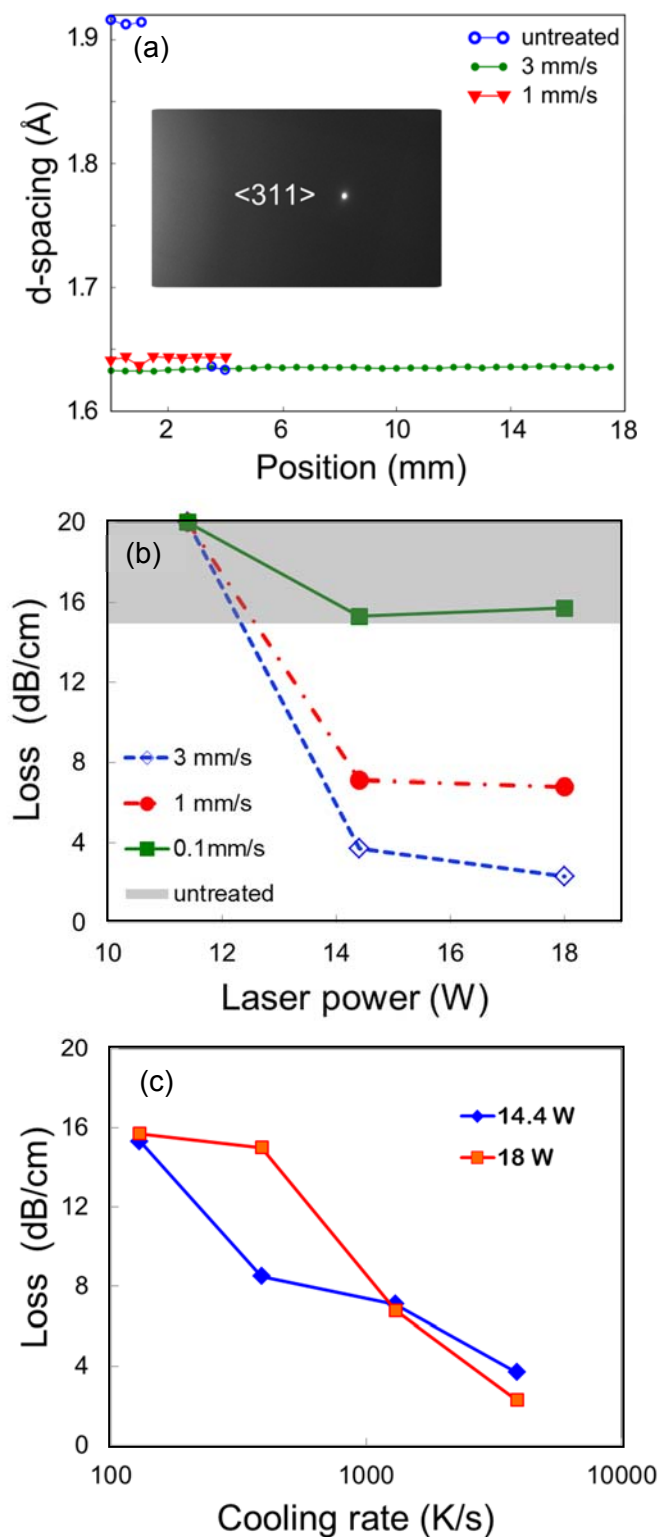 (a)
untreated
3 mm/s
1 mm/s
<311>
d-spacing (Å)
1.9
1.8
1.7
1.6
2 6 10 14 18
Position (mm)
(b)
20
16
12
8
4
0
Loss (dB/cm)
3 mm/s
1 mm/s
0.1mm/s
untreated
10 12 14 16 18
Laser power (W)
(c)
20
16
12
8
4
0
Loss (dB/cm)
14.4 W
18 W
100 1000 10000
Cooling rate (K/s)